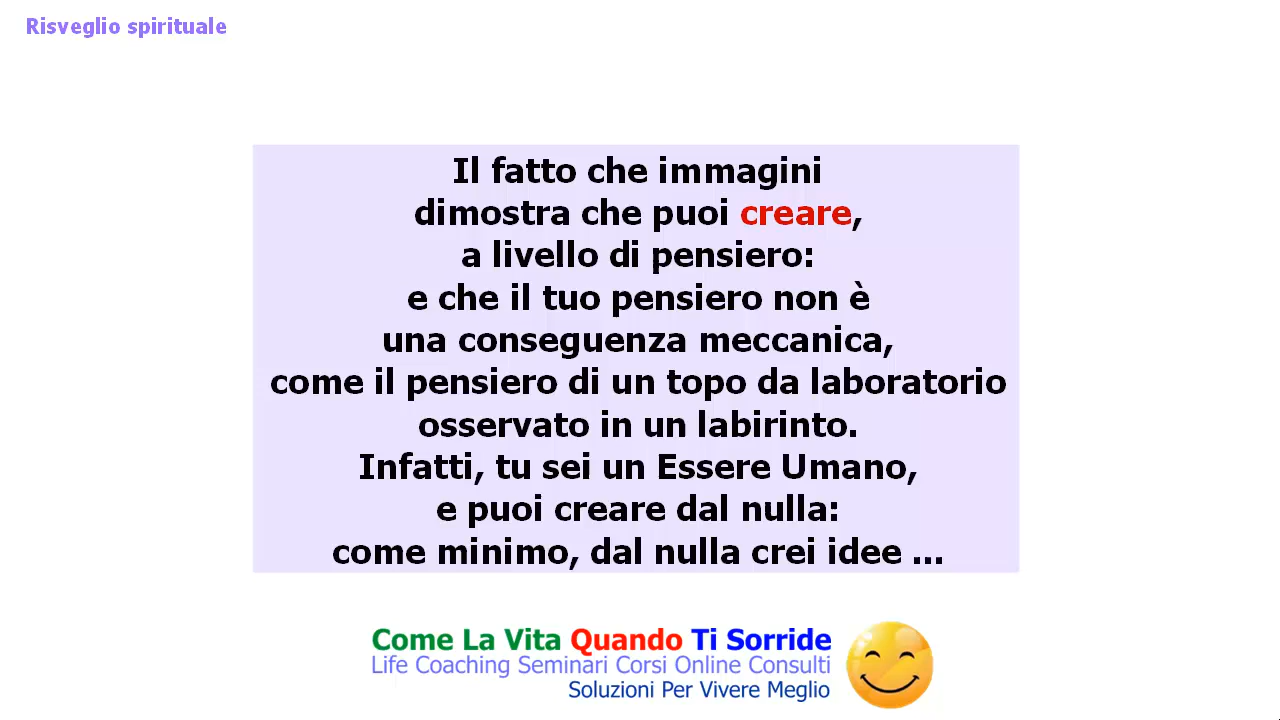 Risveglio spirituale
Il fatto che immagini
dimostra che puoi creare,
a livello di pensiero:
e che il tuo pensiero non è
una conseguenza meccanica,
come il pensiero di un topo da laboratorio
osservato in un labirinto.
Infatti, tu sei un Essere Umano,
e puoi creare dal nulla:
come minimo, dal nulla crei idee ...
Come La Vita Quando Ti Sorride
Life Coaching Seminari Corsi Online Consulti
Soluzioni Per Vivere Meglio